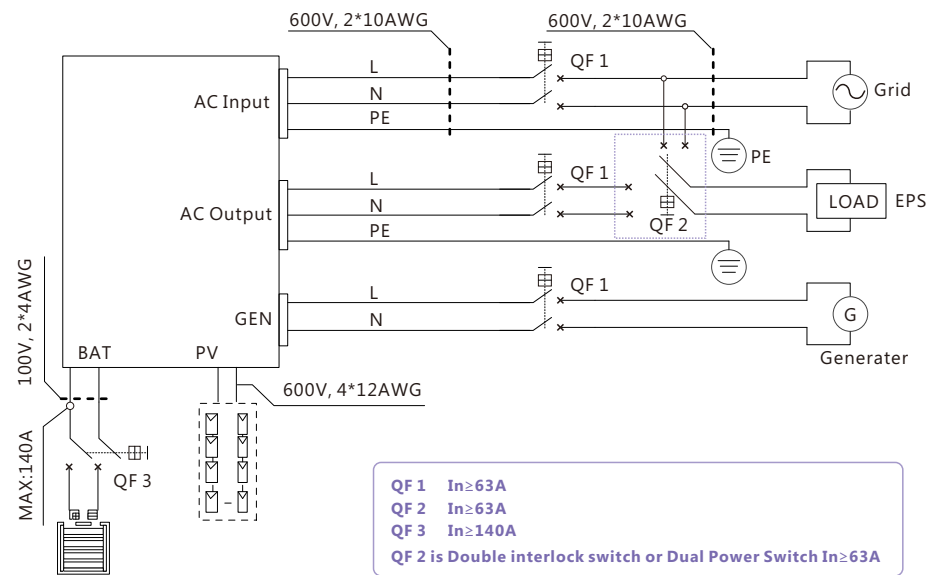 600V, 2*10AWG
600V, 2*10AWG
L
QF 1
AC Input
N
Grid
PE
PE
L
QF 1
AC Output
N
LOAD
EPS
QF 2
PE
L
QF 1
GEN
N
G
Generater
BAT
PV
100V, 2*4AWG
600V, 4*12AWG
MAX:140A
QF 3
QF 1 In≥63A
QF 2 In≥63A
QF 3 In≥140A
QF 2 is Double interlock switch or Dual Power Switch In≥63A